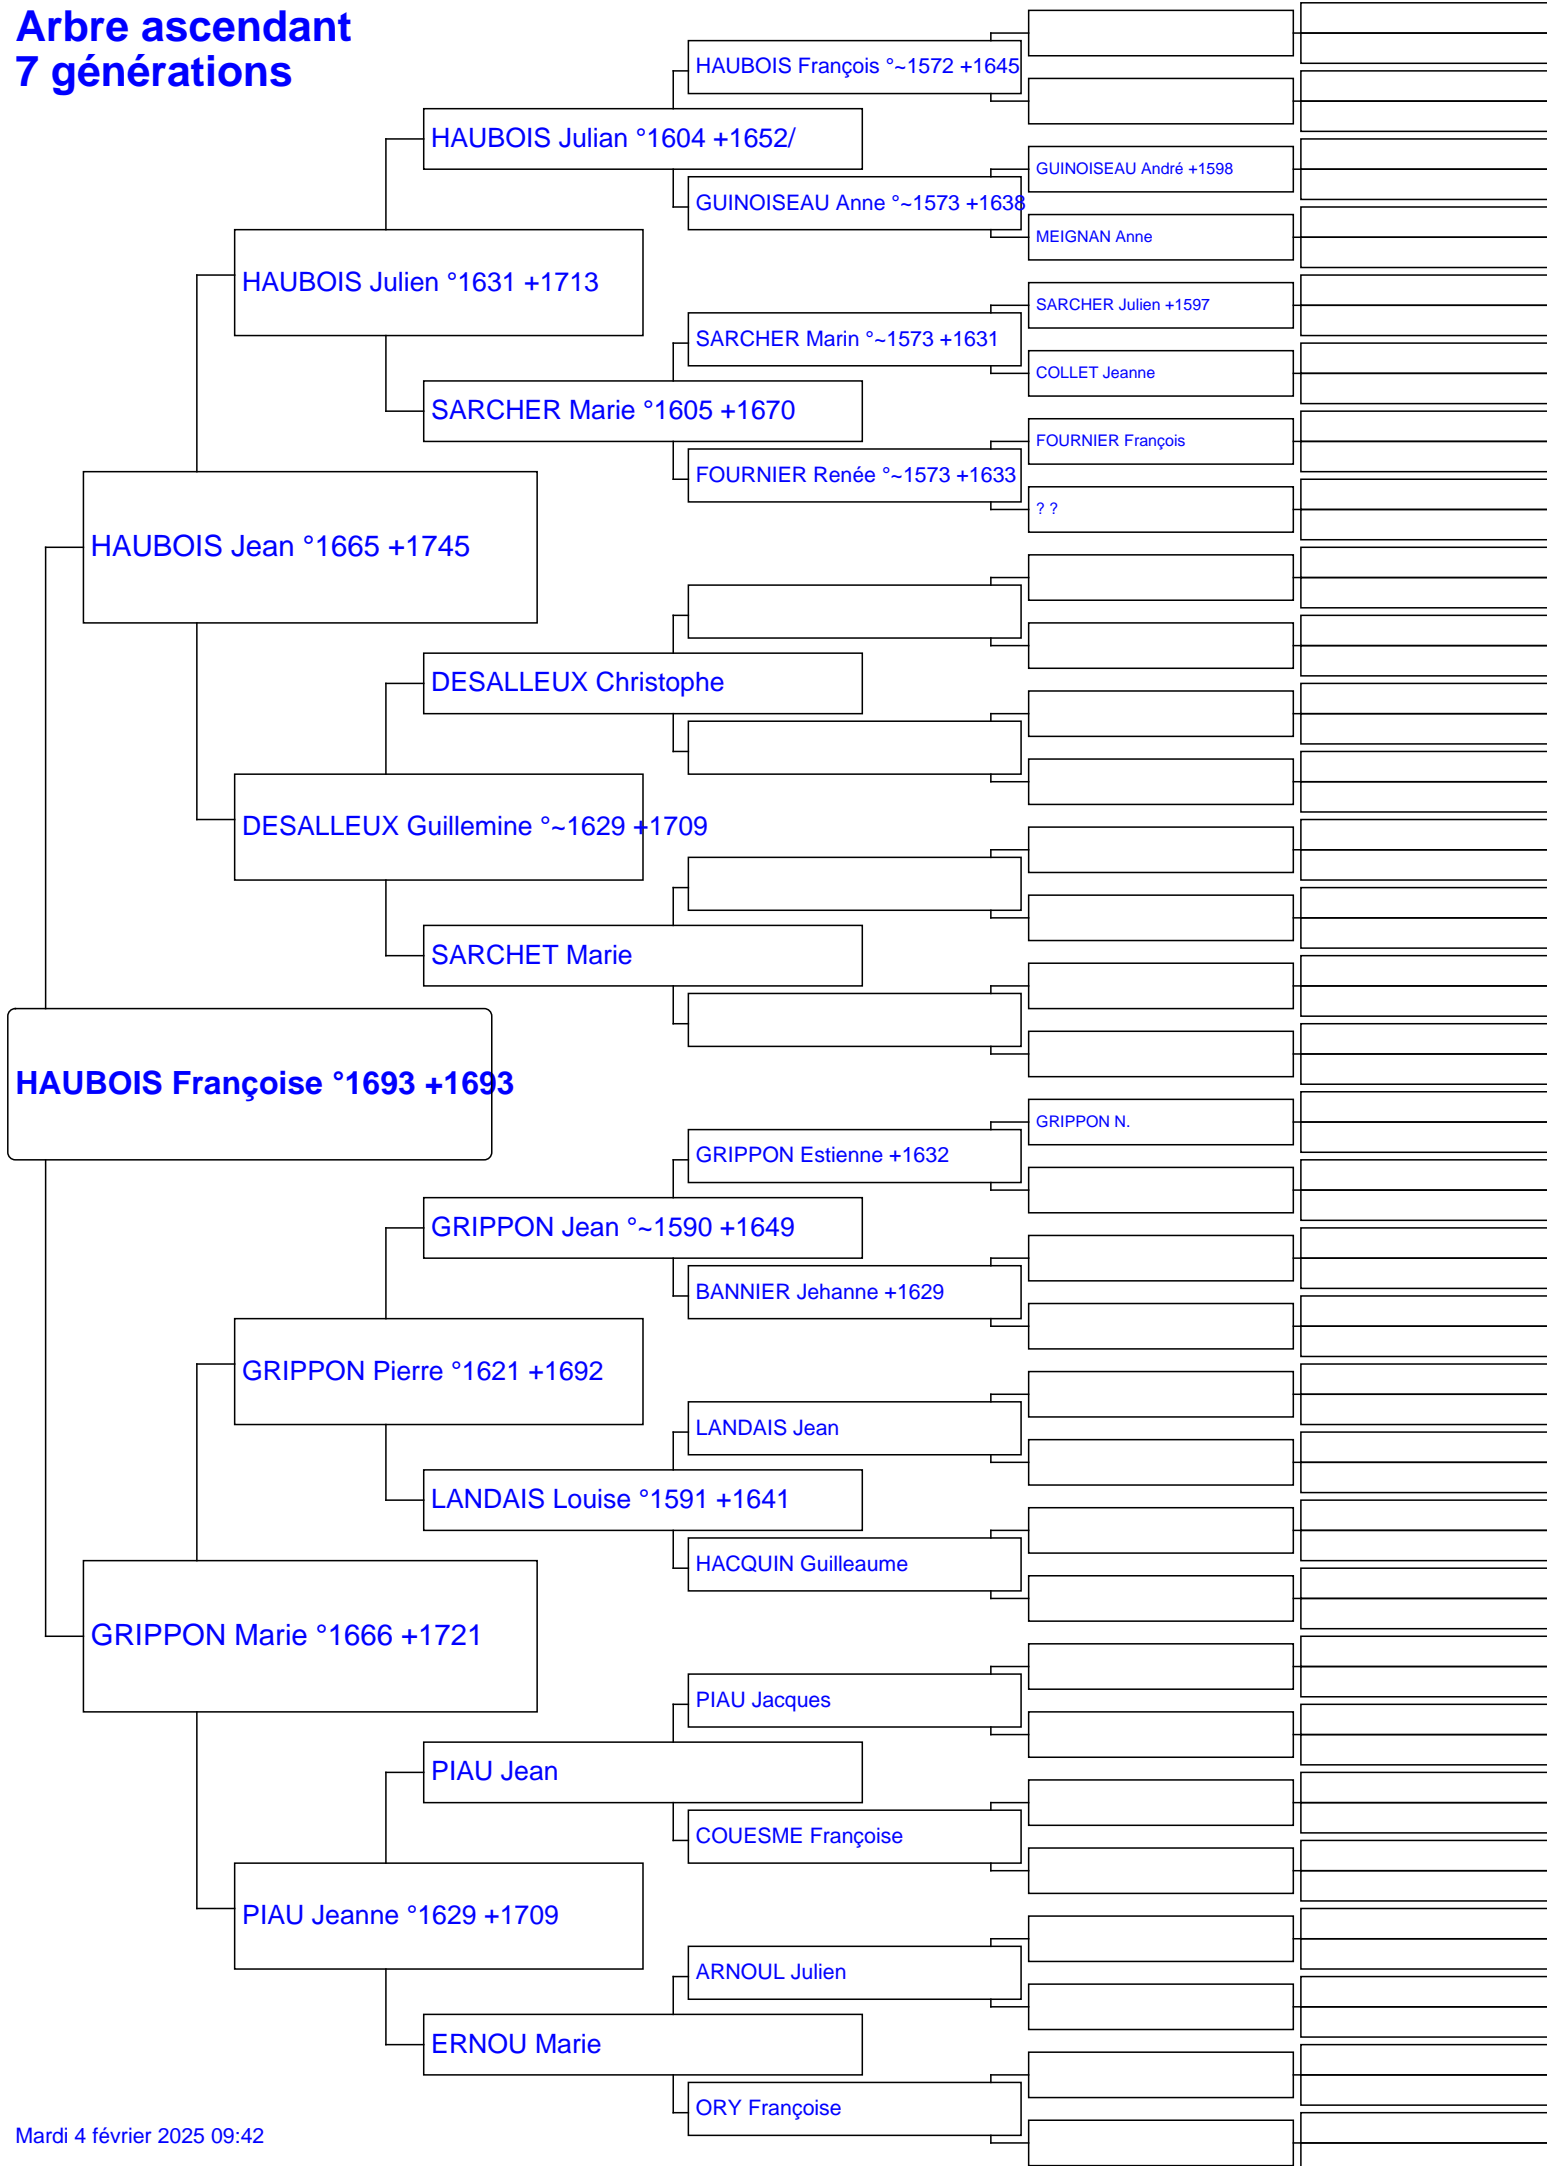 Arbre ascendant
7 générations
HAUBOIS François °~1572 +1645
HAUBOIS Julian °1604 +1652/
GUINOISEAU André +1598
GUINOISEAU Anne °~1573 +1638
MEIGNAN Anne
HAUBOIS Julien °1631 +1713
SARCHER Julien +1597
SARCHER Marin °~1573 +1631
COLLET Jeanne
SARCHER Marie °1605 +1670
FOURNIER François
FOURNIER Renée °~1573 +1633
? ?
HAUBOIS Jean °1665 +1745
DESALLEUX Christophe
DESALLEUX Guillemine °~1629 +1709
SARCHET Marie
HAUBOIS Françoise °1693 +1693
GRIPPON N.
GRIPPON Estienne +1632
GRIPPON Jean °~1590 +1649
BANNIER Jehanne +1629
GRIPPON Pierre °1621 +1692
LANDAIS Jean
LANDAIS Louise °1591 +1641
HACQUIN Guilleaume
GRIPPON Marie °1666 +1721
PIAU Jacques
PIAU Jean
COUESME Françoise
PIAU Jeanne °1629 +1709
ARNOUL Julien
ERNOU Marie
ORY Françoise
Mardi 4 février 2025 09:42